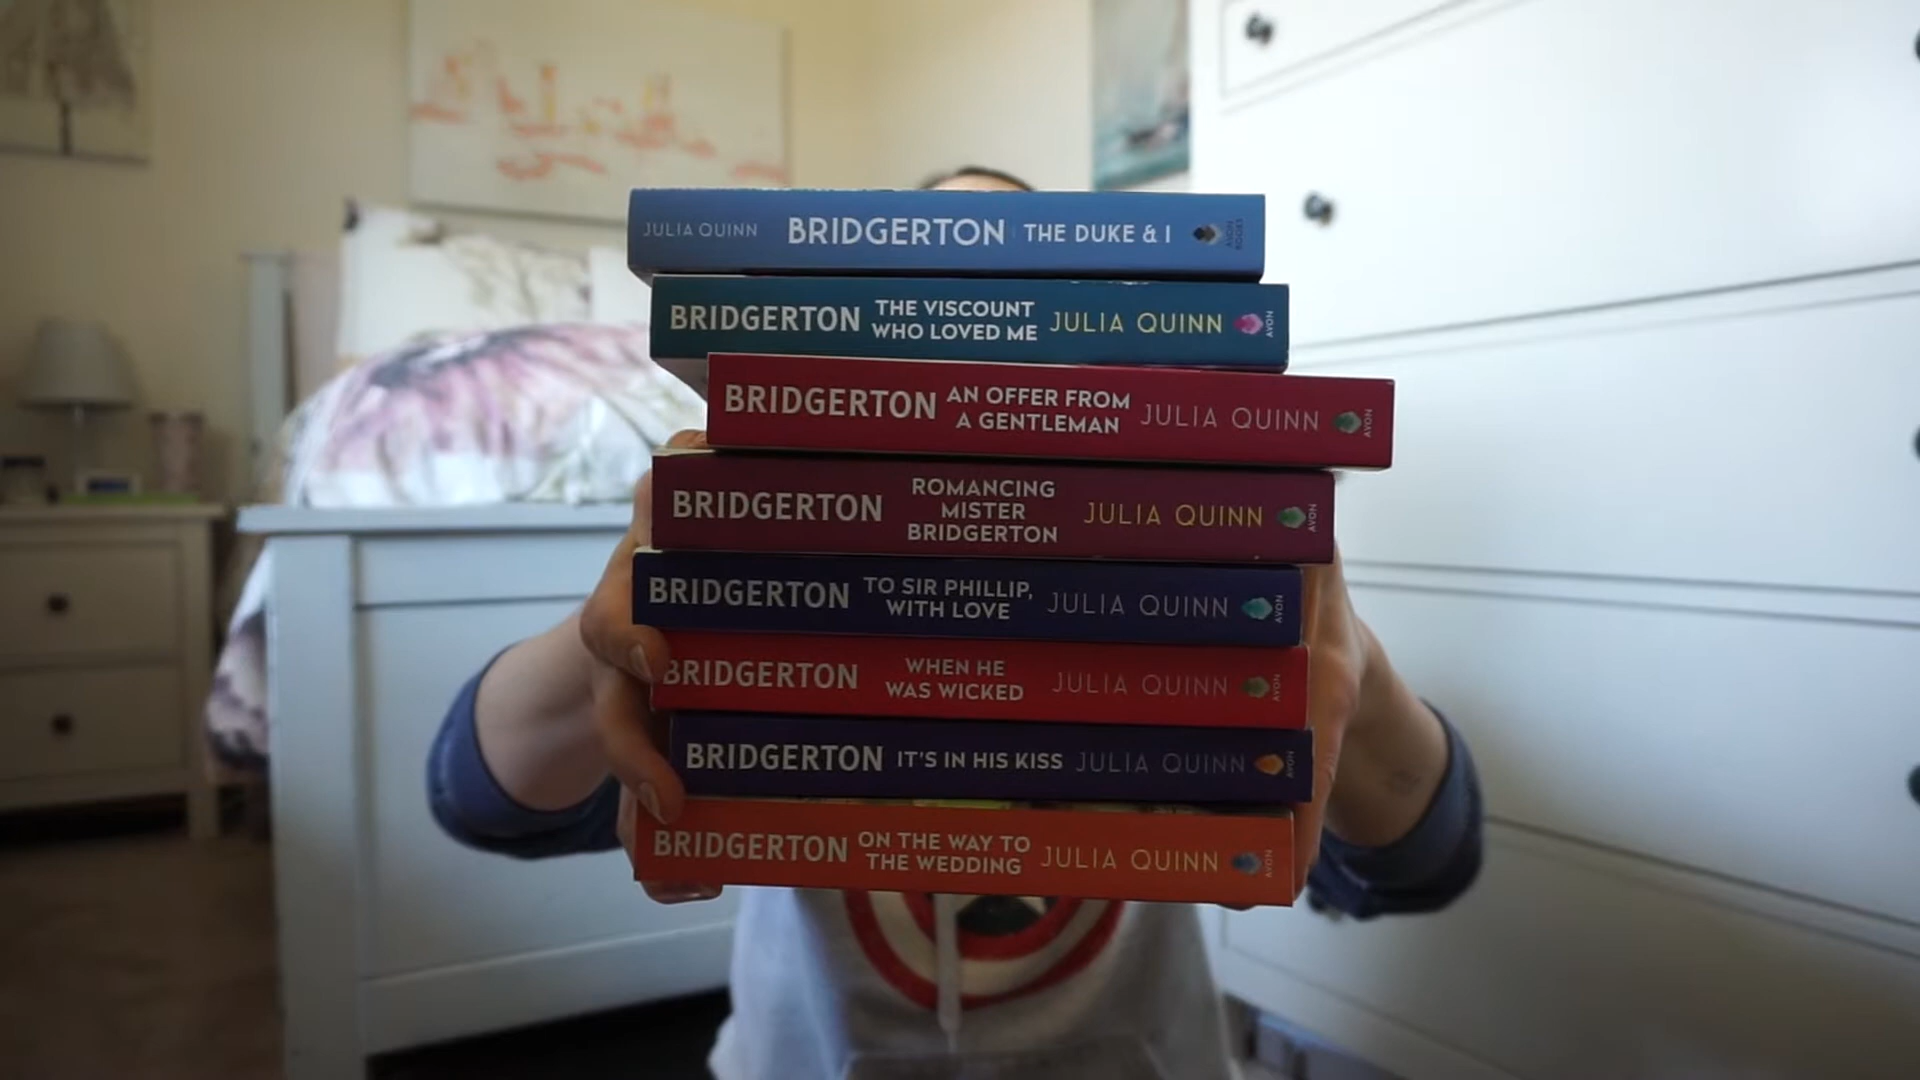 JULIA QUINN BRIDGERTON THE DUKE & I AVON BOOKS
BRIDGERTON THE VISCOUNT
WHO LOVED ME JULIA QUINN AVON
BRIDGERTON AN OFFER FROM
A GENTLEMAN JULIA QUINN AVON
BRIDGERTON ROMANCING
MISTER
BRIDGERTON JULIA QUINN AVON
BRIDGERTON TO SIR PHILLIP,
WITH LOVE JULIA QUINN AVON
BRIDGERTON WHEN HE
WAS WICKED JULIA QUINN AVON
BRIDGERTON IT'S IN HIS KISS JULIA QUINN AVON
BRIDGERTON ON THE WAY TO
THE WEDDING JULIA QUINN AVON